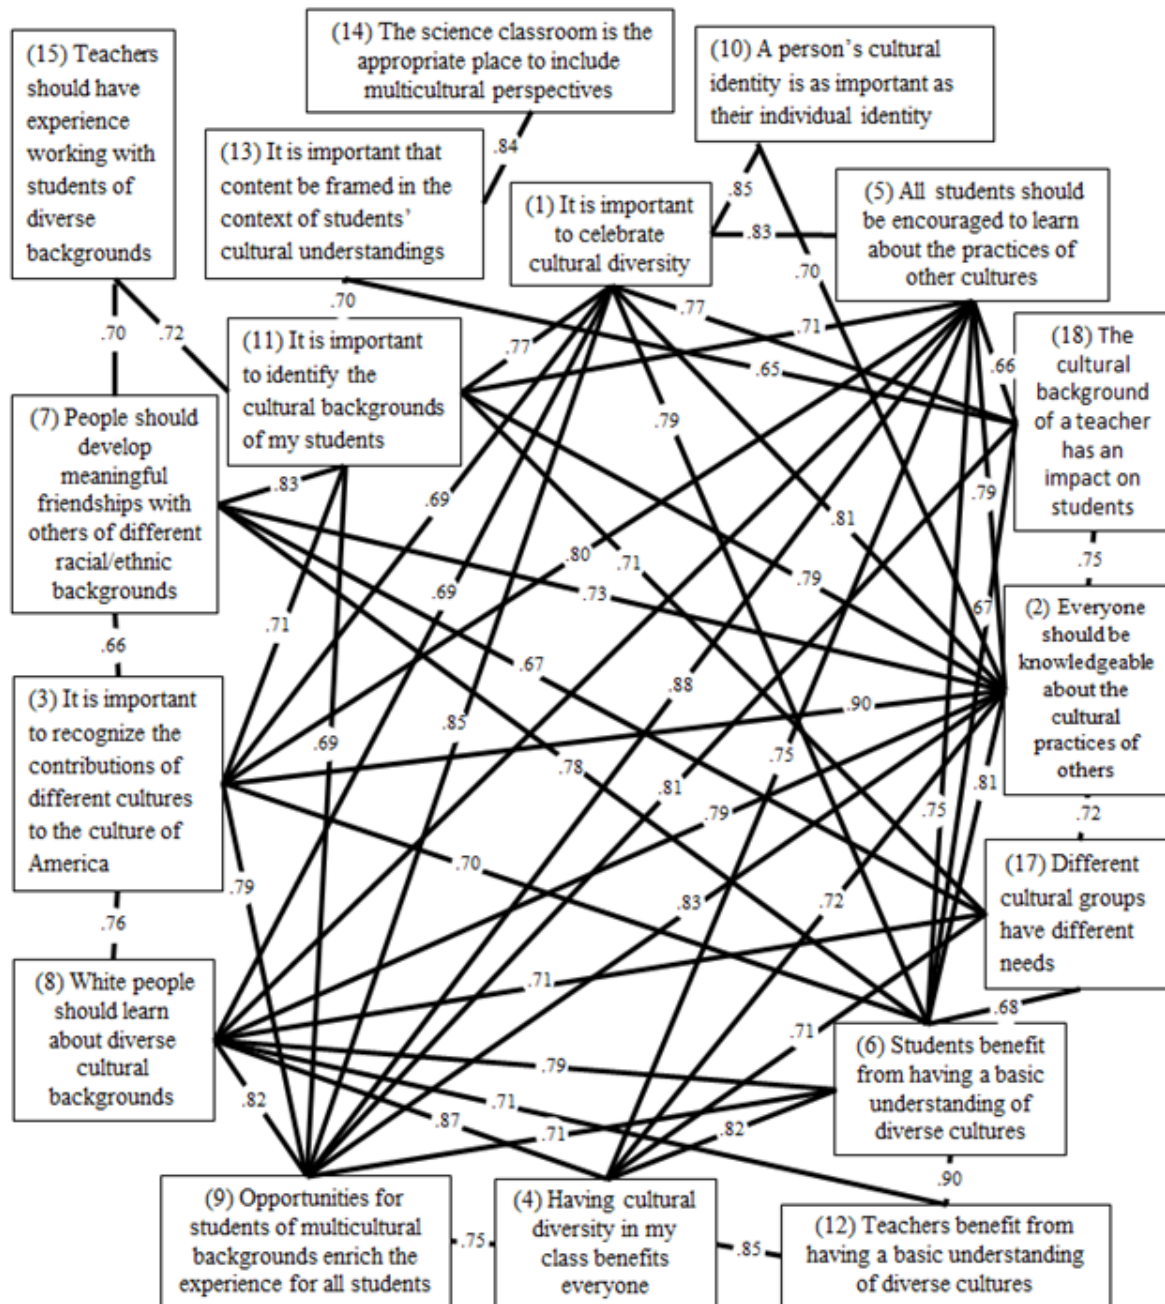 (15) Teachers
should have
experience
working with
students of
diverse
backgrounds
(14) The science classroom is the
appropriate place to include
multicultural perspectives
(10) A person's cultural
identity is as important as
their individual identity
(13) It is important that
content be framed in the
context of students'
cultural understandings
.84
(1) It is important
to celebrate
cultural diversity
.85
.83
(5) All students should
be encouraged to learn
about the practices of
other cultures
.70
.70
.70
.72
(11) It is important
to identify the
cultural backgrounds
of my students
.77
.77
.71
.65
.66
(18) The
cultural
background
of a teacher
has an
impact on
students
(7) People should
develop
meaningful
friendships with
others of different
racial/ethnic
backgrounds
.83
.79
.69
.79
.81
.80
.71
.79
.75
.69
.73
.71
.67
(2) Everyone
should be
knowledgeable
about the
cultural
practices of
others
.66
.67
.88
.90
(3) It is important
to recognize the
contributions of
different cultures
to the culture of
America
.69
.85
.78
.75
.81
.81
.75
.79
.72
.79
.70
.83
.72
(17) Different
cultural groups
have different
needs
.76
(8) White people
should learn
about diverse
cultural
backgrounds
.71
.71
.68
(6) Students benefit
from having a basic
understanding of
diverse cultures
.79
.82
.87
.71
.71
.82
.90
(9) Opportunities for
students of multicultural
backgrounds enrich the
experience for all students
.75
(4) Having cultural
diversity in my
class benefits
everyone
.85
(12) Teachers benefit from
having a basic understanding
of diverse cultures